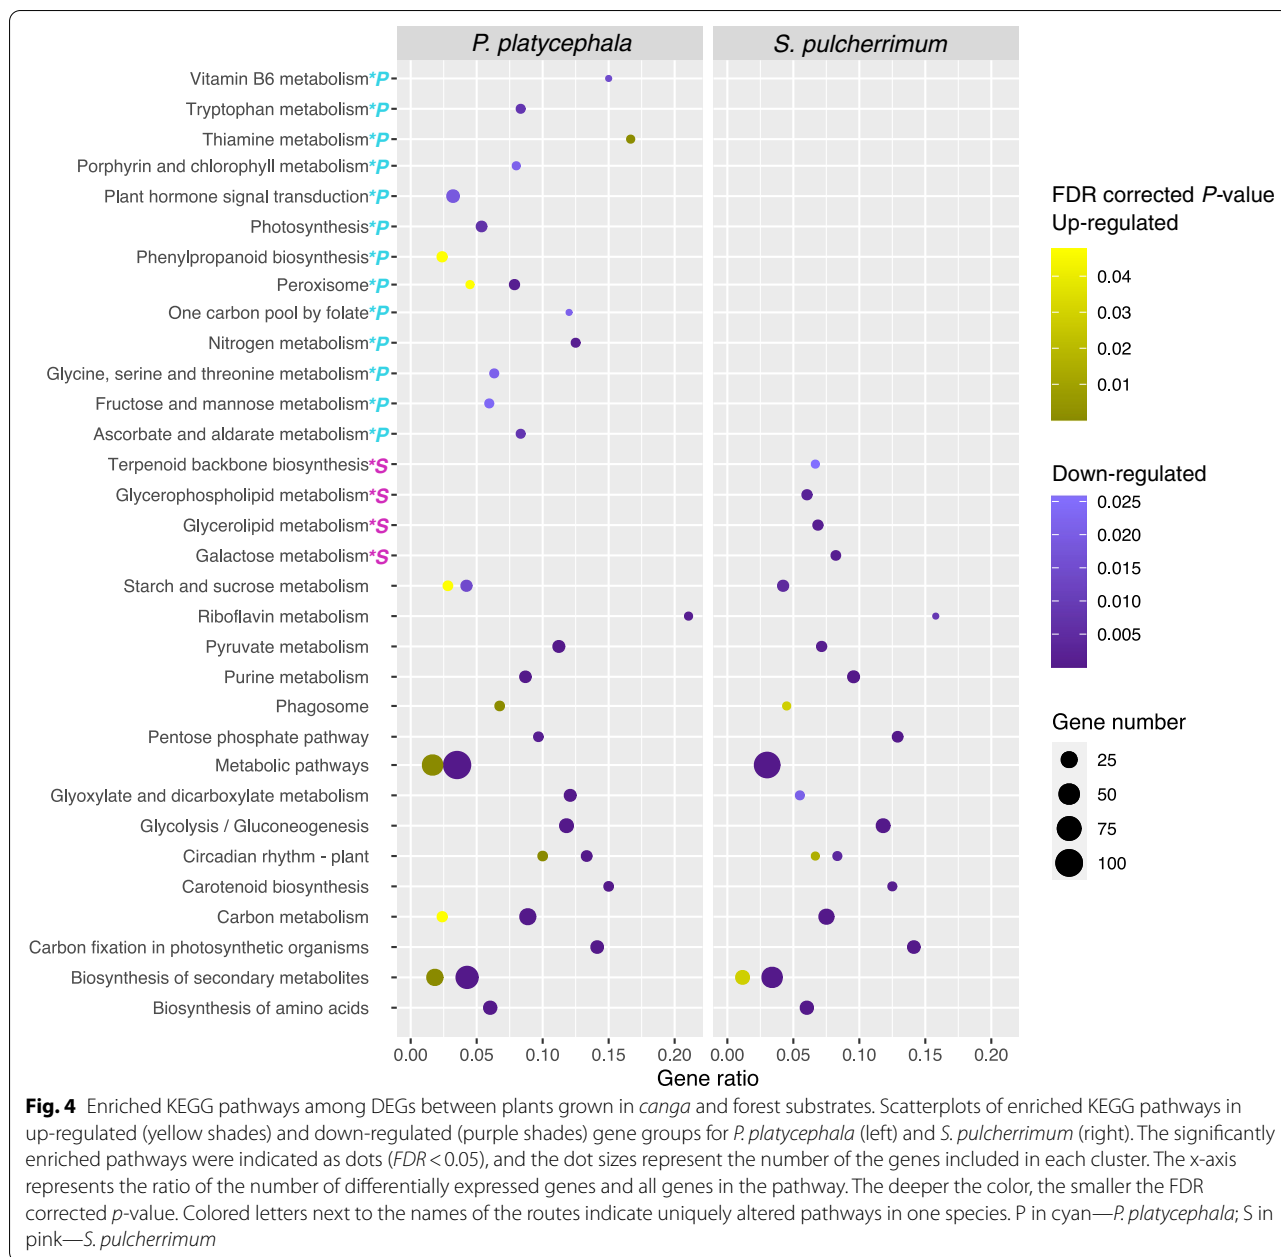 P. platycephala
S. pulcherrimum
Vitamin B6 metabolism*P
Tryptophan metabolism*P
Thiamine metabolism*P
Porphyrin and chlorophyll metabolism*P
Plant hormone signal transduction*P
Photosynthesis*P
Phenylpropanoid biosynthesis*P
Peroxisome*P
One carbon pool by folate*P
Nitrogen metabolism*P
Glycine, serine and threonine metabolism*P
Fructose and mannose metabolism*P
Ascorbate and aldarate metabolism*P
Terpenoid backbone biosynthesis*S
Glycerophospholipid metabolism*S
Glycerolipid metabolism*S
Galactose metabolism*S
Starch and sucrose metabolism
Riboflavin metabolism
Pyruvate metabolism
Purine metabolism
Phagosome
Pentose phosphate pathway
Metabolic pathways
Glyoxylate and dicarboxylate metabolism
Glycolysis / Gluconeogenesis
Circadian rhythm - plant
Carotenoid biosynthesis
Carbon metabolism
Carbon fixation in photosynthetic organisms
Biosynthesis of secondary metabolites
Biosynthesis of amino acids
0.00 0.05 0.10 0.15 0.20
0.00 0.05 0.10 0.15 0.20
Gene ratio
FDR corrected P-value
Up-regulated
0.04
0.03
0.02
0.01
Down-regulated
0.025
0.020
0.015
0.010
0.005
Gene number
25
50
75
100
Fig. 4 Enriched KEGG pathways among DEGs between plants grown in canga and forest substrates. Scatterplots of enriched KEGG pathways in
up-regulated (yellow shades) and down-regulated (purple shades) gene groups for P. platycephala (left) and S. pulcherrimum (right). The significantly
enriched pathways were indicated as dots (FDR < 0.05), and the dot sizes represent the number of the genes included in each cluster. The x-axis
represents the ratio of the number of differentially expressed genes and all genes in the pathway. The deeper the color, the smaller the FDR
corrected p-value. Colored letters next to the names of the routes indicate uniquely altered pathways in one species. P in cyan—P. platycephala; S in
pink—S. pulcherrimum